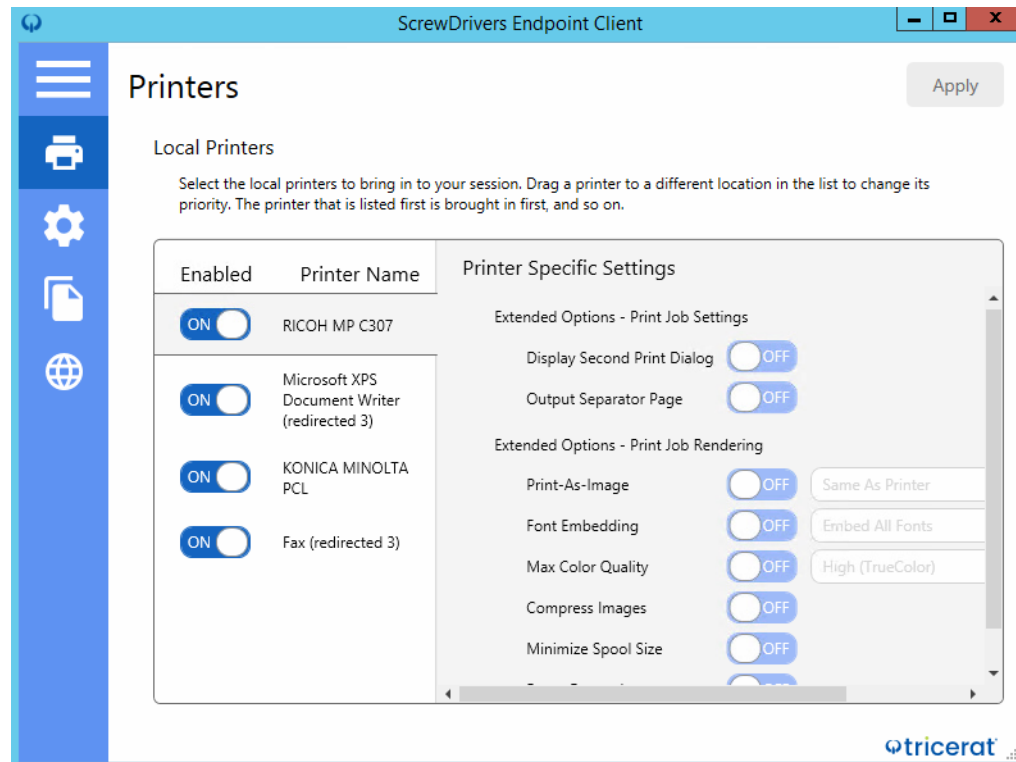 ScrewDrivers Endpoint Client
Printers
Apply
Local Printers
Select the local printers to bring in to your session. Drag a printer to a different location in the list to change its
priority. The printer that is listed first is brought in first, and so on.
Enabled
Printer Name
Printer Specific Settings
ON
RICOH MP C307
Extended Options - Print Job Settings
Display Second Print Dialog
OFF
ON
Microsoft XPS
Document Writer
(redirected 3)
Output Separator Page
OFF
Extended Options - Print Job Rendering
ON
KONICA MINOLTA
PCL
Print-As-Image
OFF
Same As Printer
Font Embedding
OFF
Embed All Fonts
ON
Fax (redirected 3)
Max Color Quality
OFF
High (TrueColor)
Compress Images
OFF
Minimize Spool Size
OFF
tricerat